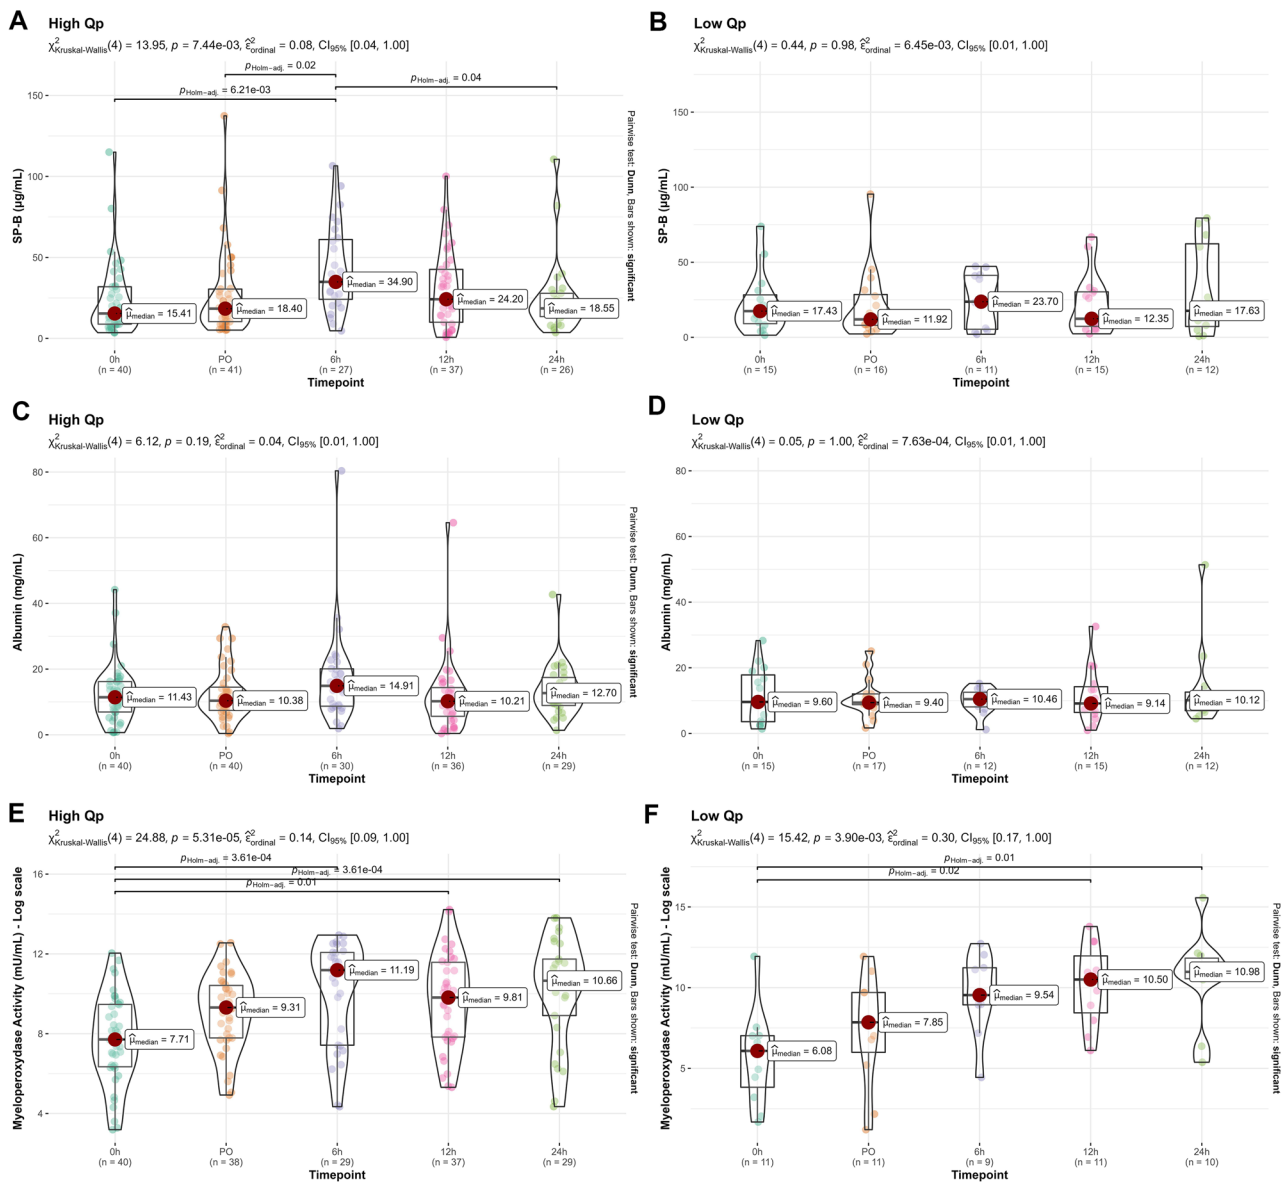 A
High Qp
χ²Kruskal−Wallis(4) = 13.95, p = 7.44e-03, ε̂²ordinal = 0.08, CI95% [0.04, 1.00]
pHolm−adj. = 0.02
pHolm−adj. = 0.04
pHolm−adj. = 6.21e-03
150
100
50
0
SP-B (µg/mL)
μ̂median = 15.41
μ̂median = 18.40
μ̂median = 34.90
μ̂median = 24.20
μ̂median = 18.55
Pairwise test: Dunn, Bars shown: significant
0h PO 6h 12h 24h
(n = 40) (n = 41) (n = 27) (n = 37) (n = 26)
Timepoint
B
Low Qp
χ²Kruskal−Wallis(4) = 0.44, p = 0.98, ε̂²ordinal = 6.45e-03, CI95% [0.01, 1.00]
150
100
50
0
SP-B (µg/mL)
μ̂median = 17.43
μ̂median = 11.92
μ̂median = 23.70
μ̂median = 12.35
μ̂median = 17.63
0h PO 6h 12h 24h
(n = 15) (n = 16) (n = 11) (n = 15) (n = 12)
Timepoint
C
High Qp
χ²Kruskal−Wallis(4) = 6.12, p = 0.19, ε̂²ordinal = 0.04, CI95% [0.01, 1.00]
80
60
40
20
0
Albumin (mg/mL)
μ̂median = 11.43
μ̂median = 10.38
μ̂median = 14.91
μ̂median = 10.21
μ̂median = 12.70
Pairwise test: Dunn, Bars shown: significant
0h PO 6h 12h 24h
(n = 40) (n = 40) (n = 30) (n = 36) (n = 29)
Timepoint
D
Low Qp
χ²Kruskal−Wallis(4) = 0.05, p = 1.00, ε̂²ordinal = 7.63e-04, CI95% [0.01, 1.00]
80
60
40
20
0
Albumin (mg/mL)
μ̂median = 9.60
μ̂median = 9.40
μ̂median = 10.46
μ̂median = 9.14
μ̂median = 10.12
0h PO 6h 12h 24h
(n = 15) (n = 17) (n = 12) (n = 15) (n = 12)
Timepoint
E
High Qp
χ²Kruskal−Wallis(4) = 24.88, p = 5.31e-05, ε̂²ordinal = 0.14, CI95% [0.09, 1.00]
pHolm−adj. = 3.61e-04
pHolm−adj. = 3.61e-04
pHolm−adj. = 0.01
16
12
8
4
Myeloperoxydase Activity (mU/mL) - Log scale
μ̂median = 7.71
μ̂median = 9.31
μ̂median = 11.19
μ̂median = 9.81
μ̂median = 10.66
Pairwise test: Dunn, Bars shown: significant
0h PO 6h 12h 24h
(n = 40) (n = 38) (n = 29) (n = 37) (n = 29)
Timepoint
F
Low Qp
χ²Kruskal−Wallis(4) = 15.42, p = 3.90e-03, ε̂²ordinal = 0.30, CI95% [0.17, 1.00]
pHolm−adj. = 0.01
pHolm−adj. = 0.02
15
10
5
Myeloperoxydase Activity (mU/mL) - Log scale
μ̂median = 6.08
μ̂median = 7.85
μ̂median = 9.54
μ̂median = 10.50
μ̂median = 10.98
Pairwise test: Dunn, Bars shown: significant
0h PO 6h 12h 24h
(n = 11) (n = 11) (n = 9) (n = 11) (n = 10)
Timepoint